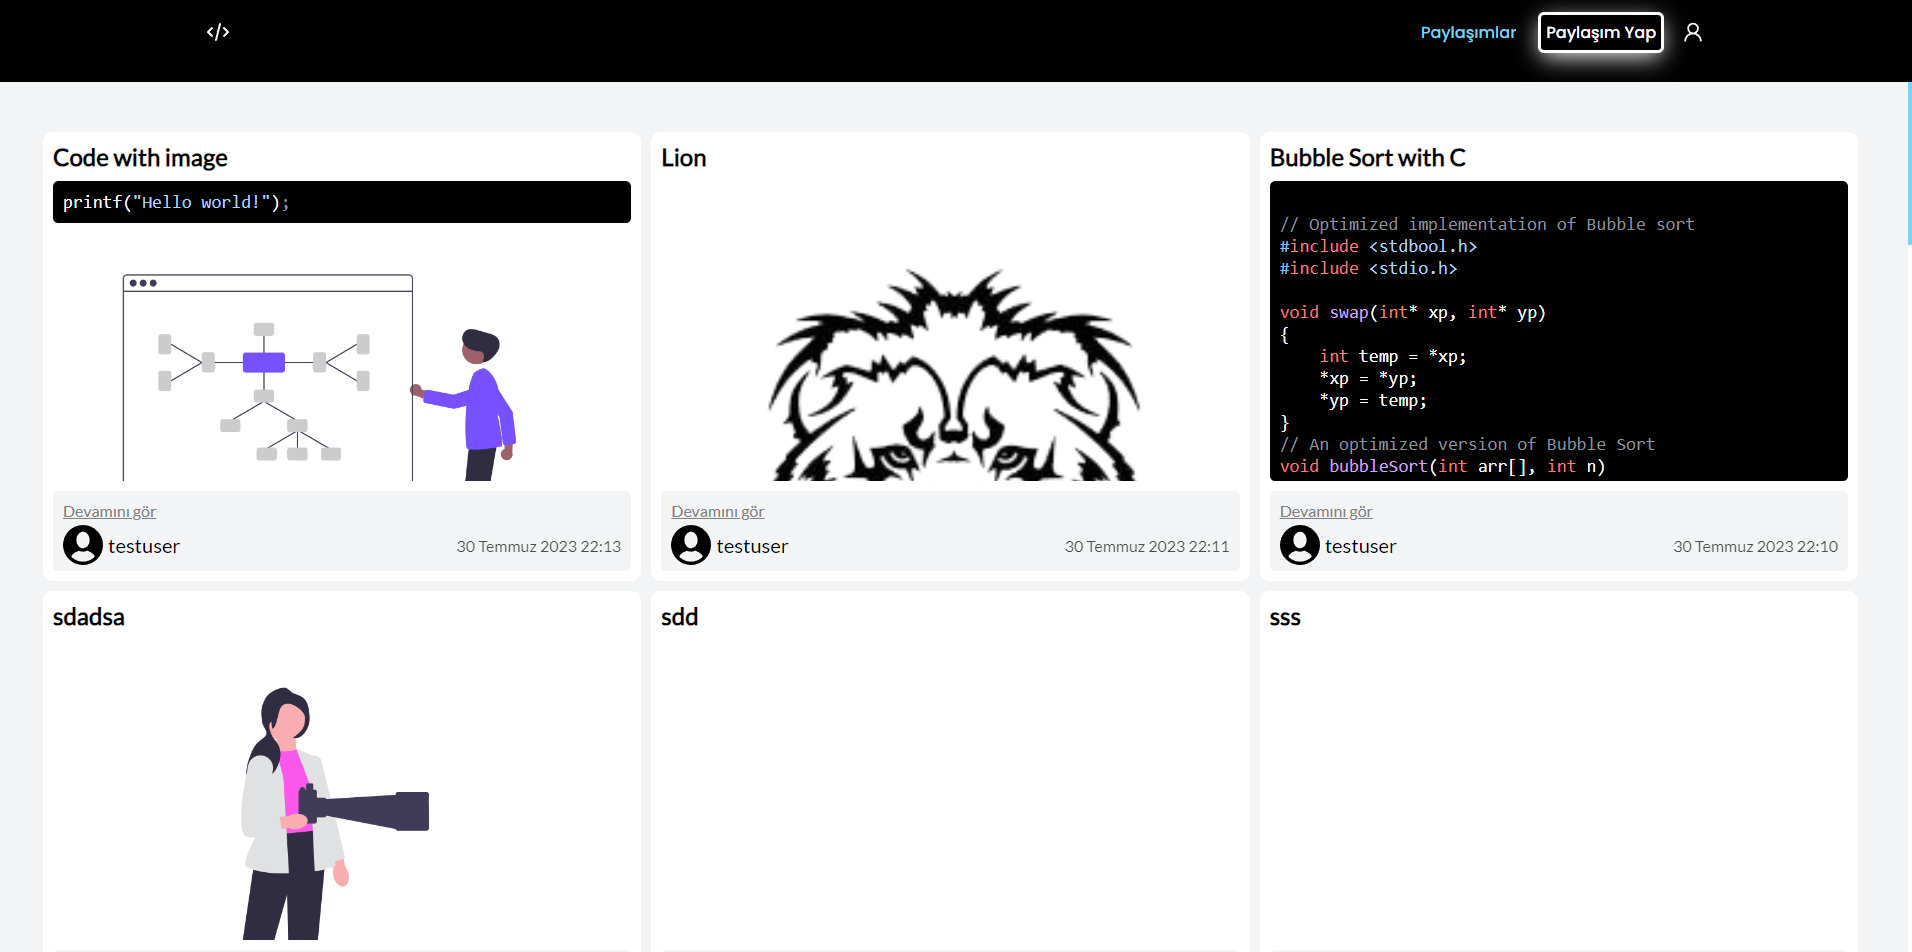 </>
Paylaşımlar
Paylaşım Yap
Code with image
printf("Hello world!");
Devamını gör
testuser
30 Temmuz 2023 22:13
Lion
Devamını gör
testuser
30 Temmuz 2023 22:11
Bubble Sort with C
// Optimized implementation of Bubble sort
#include <stdbool.h>
#include <stdio.h>
void swap(int* xp, int* yp)
{
    int temp = *xp;
    *xp = *yp;
    *yp = temp;
}
// An optimized version of Bubble Sort
void bubbleSort(int arr[], int n)
Devamını gör
testuser
30 Temmuz 2023 22:10
sdadsa
sdd
sss